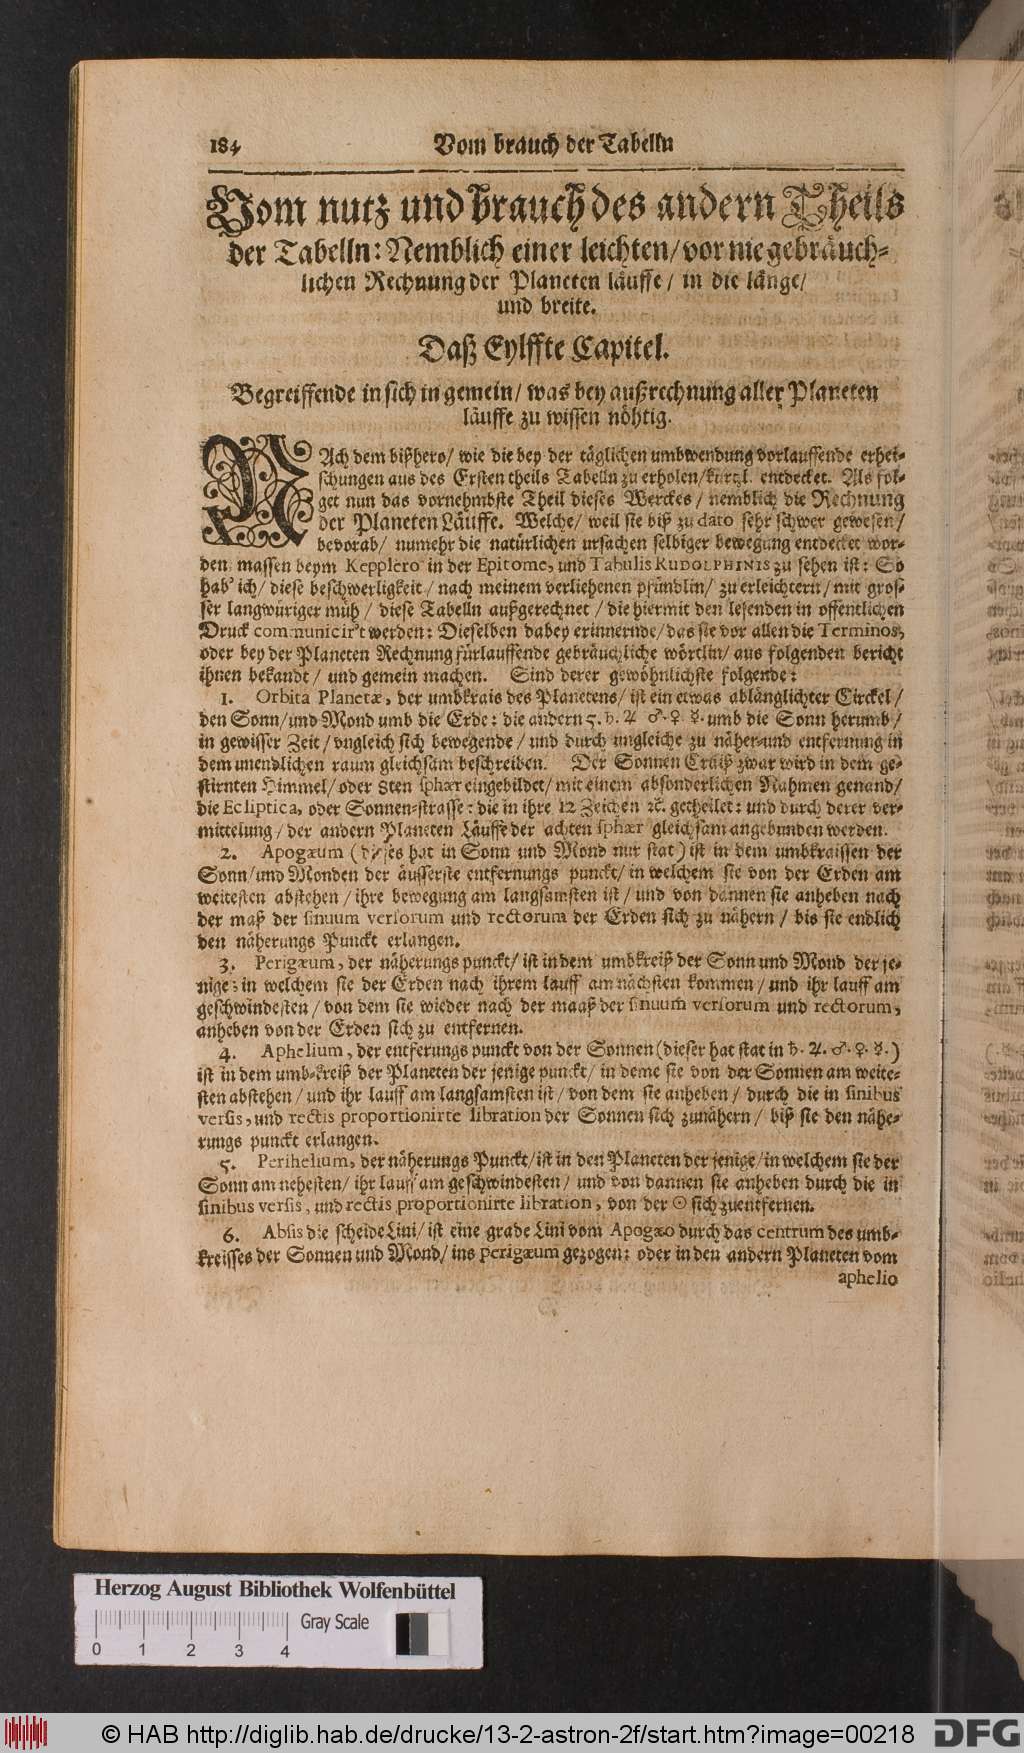 184 Vom brauch der Tabelln
Vom nutz und brauch des andern Theils
der Tabelln: Nemblich einer leichten/ vor nie gebräuch-
lichen Rechnung der Planeten läuffe/ in die länge/
und breite.
Daß Eylffte Capitel.
Begreiffende in sich in gemein/ was bey außrechnung aller Planeten
läuffe zu wissen nöhtig.
NAch dem bißhero/ wie die bey der täglichen umbwendung vorlauffende erhei-
schungen aus des Ersten theils Tabelln zu erholen/kürtzl. entdecket. Als fol-
get nun das vornehmbste Theil dieses Werckes/ nemblich die Rechnung
der Planeten Läuffe. Welche/ weil sie biß zu dato sehr schwer gewesen/
bevorab/ numehr die natürlichen ursachen selbiger bewegung entdecket wor-
den massen beym Kepplero in der Epitome, und Tabulis RUDOLPHINIS zu sehen ist: So
hab' ich/ diese beschwerligkeit/ nach meinem verliehenen pfündlin/ zu erleichtern/ mit gros-
ser langwüriger müh/ diese Tabelln außgerechnet/ die hiermit den lesenden in offentlichen
Druck communicir't werden: Dieselben dabey erinnernde/ das sie vor allen die Terminos,
oder bey der Planeten Rechnung fürlauffende gebräuchliche wörtlin/ aus folgenden bericht
ihnen bekandt/ und gemein machen. Sind derer gewöhnlichste folgende:
1. Orbita Planetæ, der umbkrais des Planetens/ ist ein etwas ablänglichter Circkel/
den Sonn/und Mond umb die Erde: die andern 5. ♄. ♃ ♂. ♀ ☿. umb die Sonn herumb/
in gewisser Zeit/ vngleich sich bewegende/ und durch ungleiche zu näher-und entfernung in
dem unendlichen raum gleichsam beschreiben. Der Sonnen Craiß zwar wird in dem ge-
stirnten Himmel/ oder 8ten sphær eingebildet/ mit einem absonderlichen Nahmen genand/
die Ecliptica, oder Sonnen-strasse: die in ihre 12 Zeichen ꝛc. getheilet: und durch derer ver-
mittelung/ der andern Planeten Läuffe der achten sphær gleichsam angebunden werden.
2. Apogæum (dieses hat in Sonn und Mond nur stat) ist in dem umbkraissen der
Sonn/und Monden der äusserste entfernungs punckt/ in welchem sie von der Erden am
weitesten abstehen/ ihre bewegung am langsamsten ist/ und von dannen sie anheben nach
der maß der sinuum versorum und rectorum der Erden sich zu nähern/ bis sie endlich
den näherungs Punckt erlangen.
3. Perigæum, der näherungs punckt/ ist in dem umbkreiß der Sonn und Mond der je-
nige: in welchem sie der Erden nach ihrem lauff am nächsten kommen/ und ihr lauff am
geschwindesten/ von dem sie wieder nach der maaß der sinuum versorum und rectorum,
anheben von der Erden sich zu entfernen.
4. Aphelium, der entferungs punckt von der Sonnen (dieser hat stat in ♄. ♃. ♂. ♀. ☿.)
ist in dem umb-kreiß der Planeten der jenige punckt/ in deme sie von der Sonnen am weite-
sten abstehen/ und ihr lauff am langsamsten ist/ von dem sie anheben/ durch die in sinibus
versis, und rectis proportionirte libration der Sonnen sich zunähern/ biß sie den nähe-
rungs punckt erlangen.
5. Perihelium, der näherungs Punckt/ist in den Planeten der jenige/in welchem sie der
Sonn am nehesten/ ihr lauff am geschwindesten/ und von dannen sie anheben durch die in
sinibus versis, und rectis proportionirte libration, von der ☉ sich zuentfernen.
6. Absis die scheide Lini/ ist eine grade Lini vom Apogæo durch das centrum des umb-
kreisses der Sonnen und Mond/ ins perigæum gezogen: oder in den andern Planeten vom
aphelio
Herzog August Bibliothek Wolfenbüttel
Gray Scale
0 1 2 3 4
© HAB http://diglib.hab.de/drucke/13-2-astron-2f/start.htm?image=00218 DFG